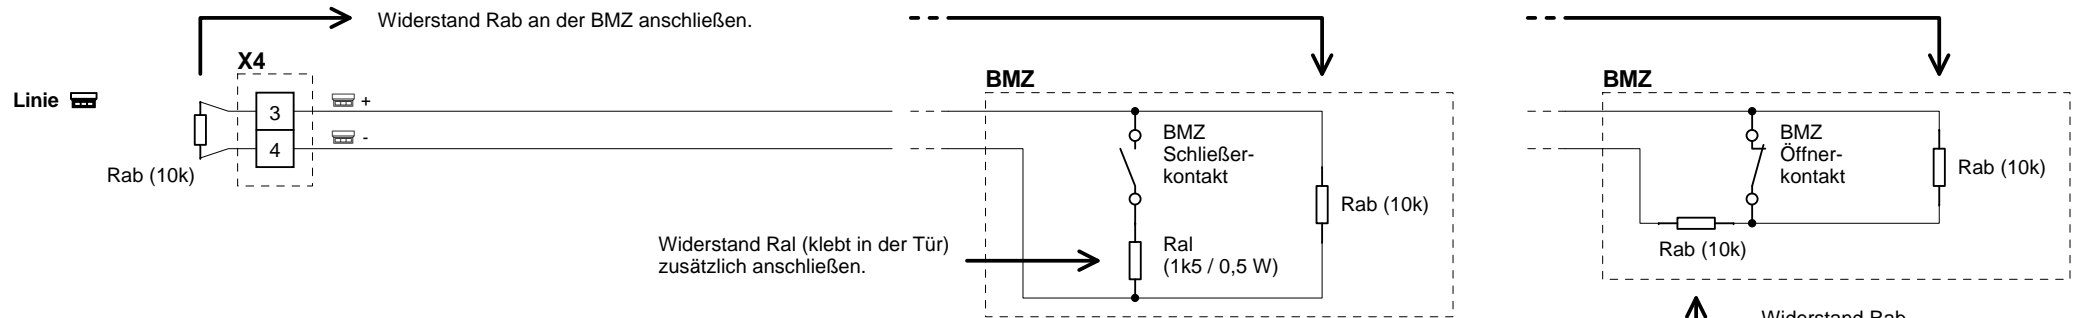 Widerstand Rab an der BMZ anschließen.
X4
Linie
3
+
4
-
Rab (10k)
BMZ
BMZ
Schließer-
kontakt
Rab (10k)
Widerstand Ral (klebt in der Tür)
zusätzlich anschließen.
Ral
(1k5 / 0,5 W)
BMZ
BMZ
Öffner-
kontakt
Rab (10k)
Rab (10k)
Widerstand Rab